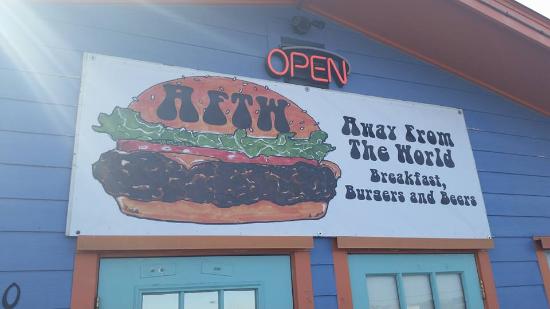 OPEN
AFTW
Away From
The World
Breakfast,
Burgers and Beers